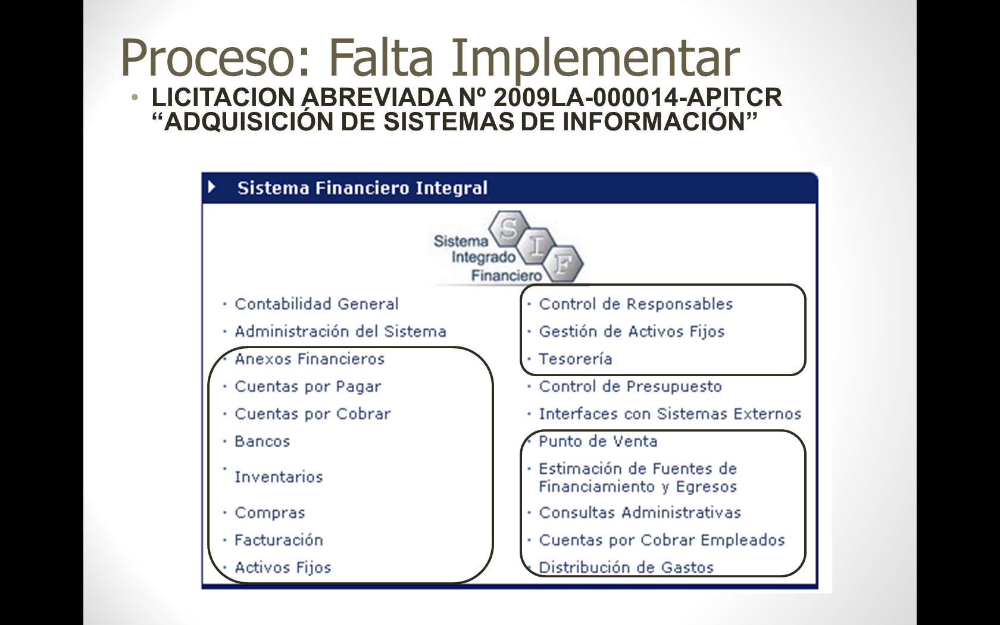 Proceso: Falta Implementar
• LICITACION ABREVIADA Nº 2009LA-000014-APITCR
“ADQUISICIÓN DE SISTEMAS DE INFORMACIÓN”
Sistema Financiero Integral
S I F
Sistema
Integrado
Financiero
· Contabilidad General
· Administración del Sistema
· Anexos Financieros
· Cuentas por Pagar
· Cuentas por Cobrar
· Bancos
· Inventarios
· Compras
· Facturación
· Activos Fijos
· Control de Responsables
· Gestión de Activos Fijos
· Tesorería
· Control de Presupuesto
· Interfaces con Sistemas Externos
· Punto de Venta
· Estimación de Fuentes de
Financiamiento y Egresos
· Consultas Administrativas
· Cuentas por Cobrar Empleados
· Distribución de Gastos